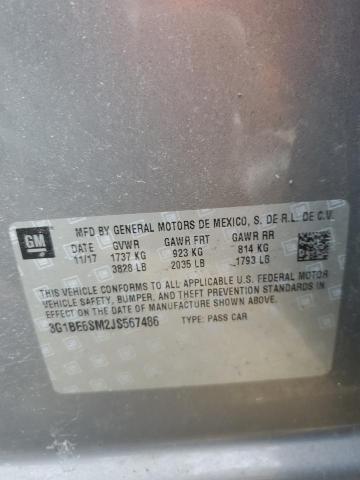 GM
MFD BY GENERAL MOTORS DE MEXICO, S. DE R.L. DE C.V.
DATE GVWR GAWR FRT GAWR RR
11/17 1737 KG 923 KG 814 KG
3828 LB 2035 LB 1793 LB
THIS VEHICLE CONFORMS TO ALL APPLICABLE U.S. FEDERAL MOTOR
VEHICLE SAFETY, BUMPER, AND THEFT PREVENTION STANDARDS IN
EFFECT ON THE DATE OF MANUFACTURE SHOWN ABOVE.
3G1BE6SM2JS567486 TYPE: PASS CAR